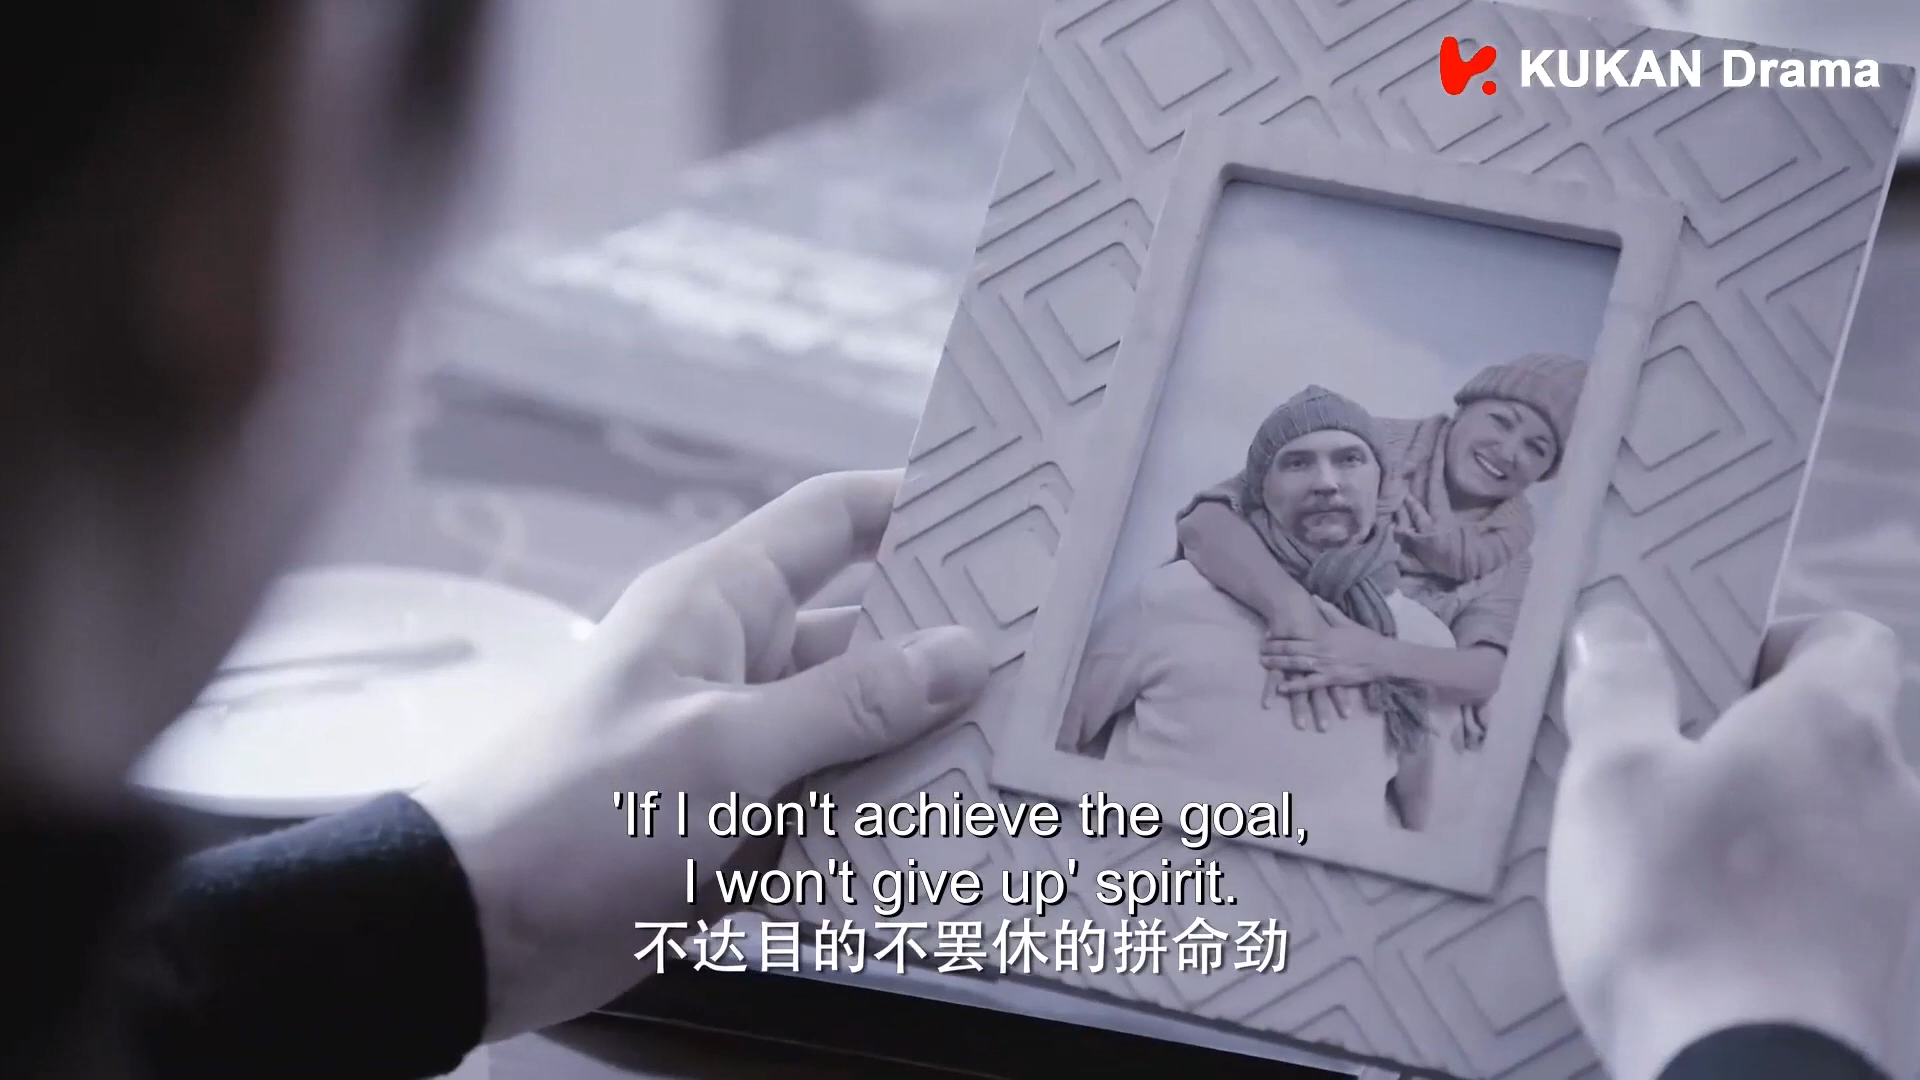 KUKAN Drama
'If I don't achieve the goal,
I won't give up' spirit.
不达目的不罢休的拼命劲